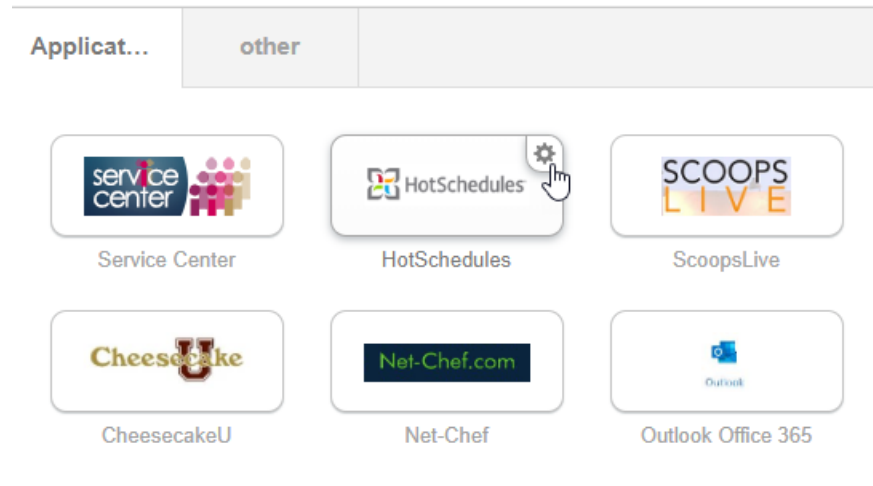 Applicat...
other
service
center
HotSchedules
SCOOPS
LIVE
Service Center
HotSchedules
ScoopsLive
Cheesecake
U
Net-Chef.com
Outlook
CheesecakeU
Net-Chef
Outlook Office 365